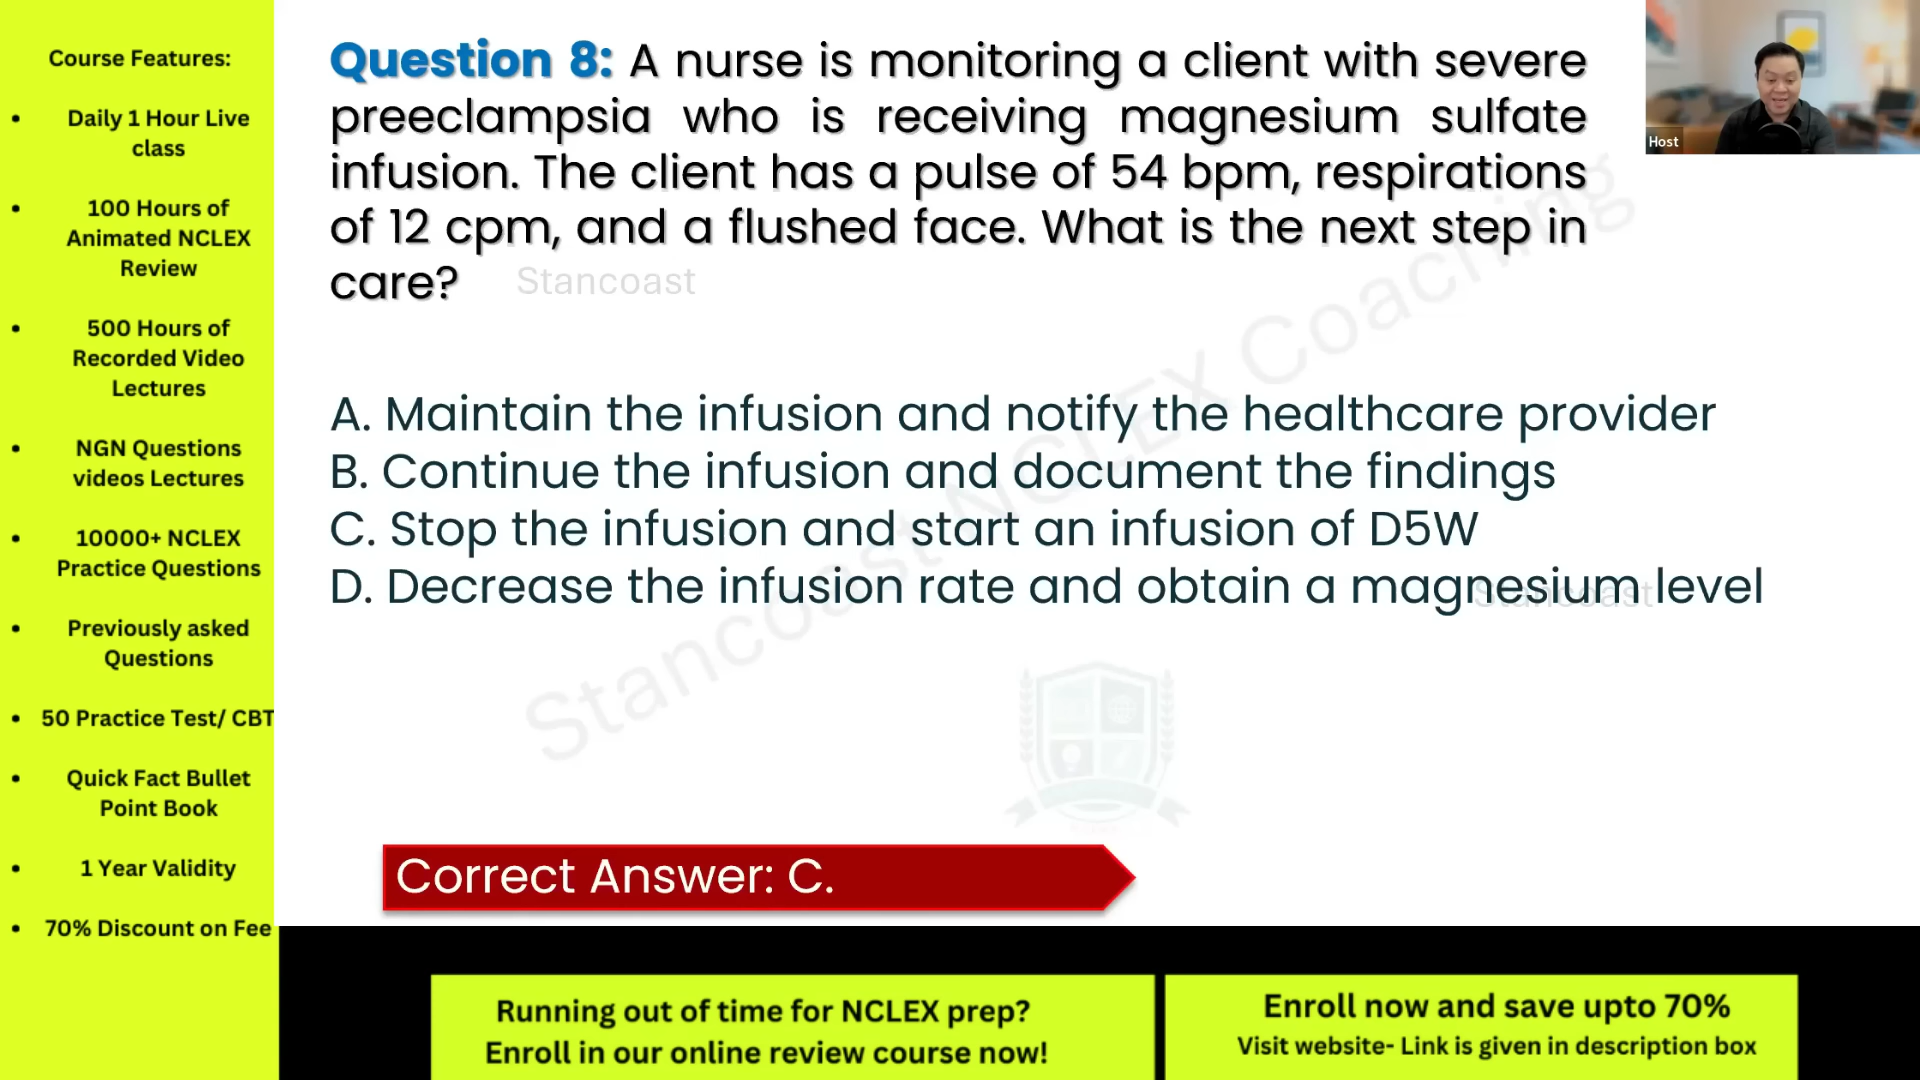 Course Features:
• Daily 1 Hour Live
class
• 100 Hours of
Animated NCLEX
Review
• 500 Hours of
Recorded Video
Lectures
• NGN Questions
videos Lectures
• 10000+ NCLEX
Practice Questions
• Previously asked
Questions
• 50 Practice Test/ CBT
• Quick Fact Bullet
Point Book
• 1 Year Validity
• 70% Discount on Fee
Question 8: A nurse is monitoring a client with severe
preeclampsia who is receiving magnesium sulfate
infusion. The client has a pulse of 54 bpm, respirations
of 12 cpm, and a flushed face. What is the next step in
care?
Stancoast
A. Maintain the infusion and notify the healthcare provider
B. Continue the infusion and document the findings
C. Stop the infusion and start an infusion of D5W
D. Decrease the infusion rate and obtain a magnesium level
Stancoast
Stancoast NCLEX Coaching
Correct Answer: C.
Host
Running out of time for NCLEX prep?
Enroll in our online review course now!
Enroll now and save upto 70%
Visit website- Link is given in description box